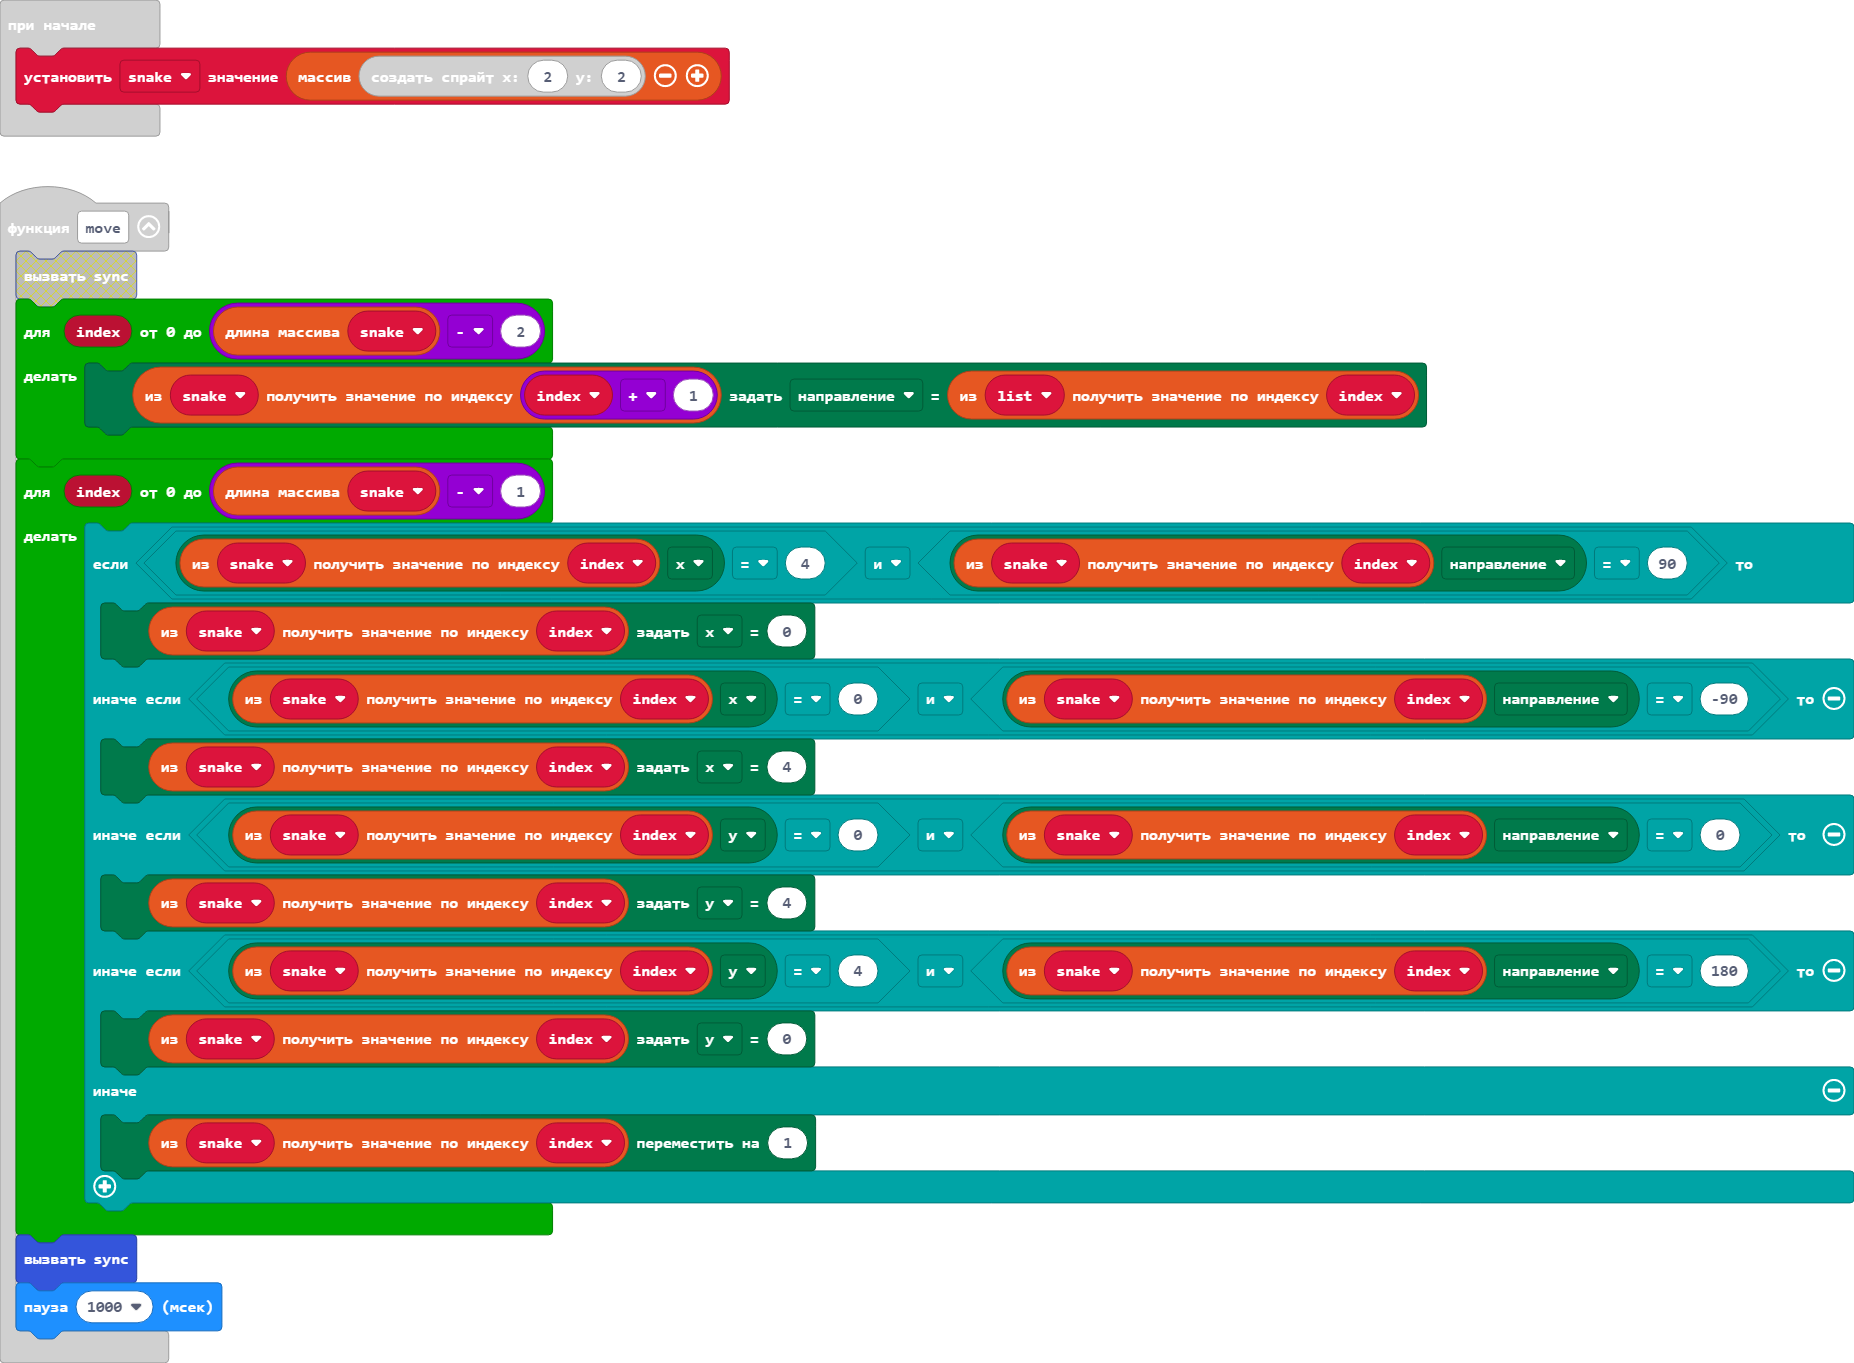 при начале
установить snake значение массив создать спрайт x: 2 y: 2
функция move
вызвать sync
для index от 0 до длина массива snake - 2
делать
из snake получить значение по индексу index + 1 задать направление = из list получить значение по индексу index
для index от 0 до длина массива snake - 1
делать
если из snake получить значение по индексу index x = 4 и из snake получить значение по индексу index направление = 90 то
из snake получить значение по индексу index задать x = 0
иначе если из snake получить значение по индексу index x = 0 и из snake получить значение по индексу index направление = -90 то
из snake получить значение по индексу index задать x = 4
иначе если из snake получить значение по индексу index y = 0 и из snake получить значение по индексу index направление = 0 то
из snake получить значение по индексу index задать y = 4
иначе если из snake получить значение по индексу index y = 4 и из snake получить значение по индексу index направление = 180 то
из snake получить значение по индексу index задать y = 0
иначе
из snake получить значение по индексу index переместить на 1
вызвать sync
пауза 1000 (мсек)